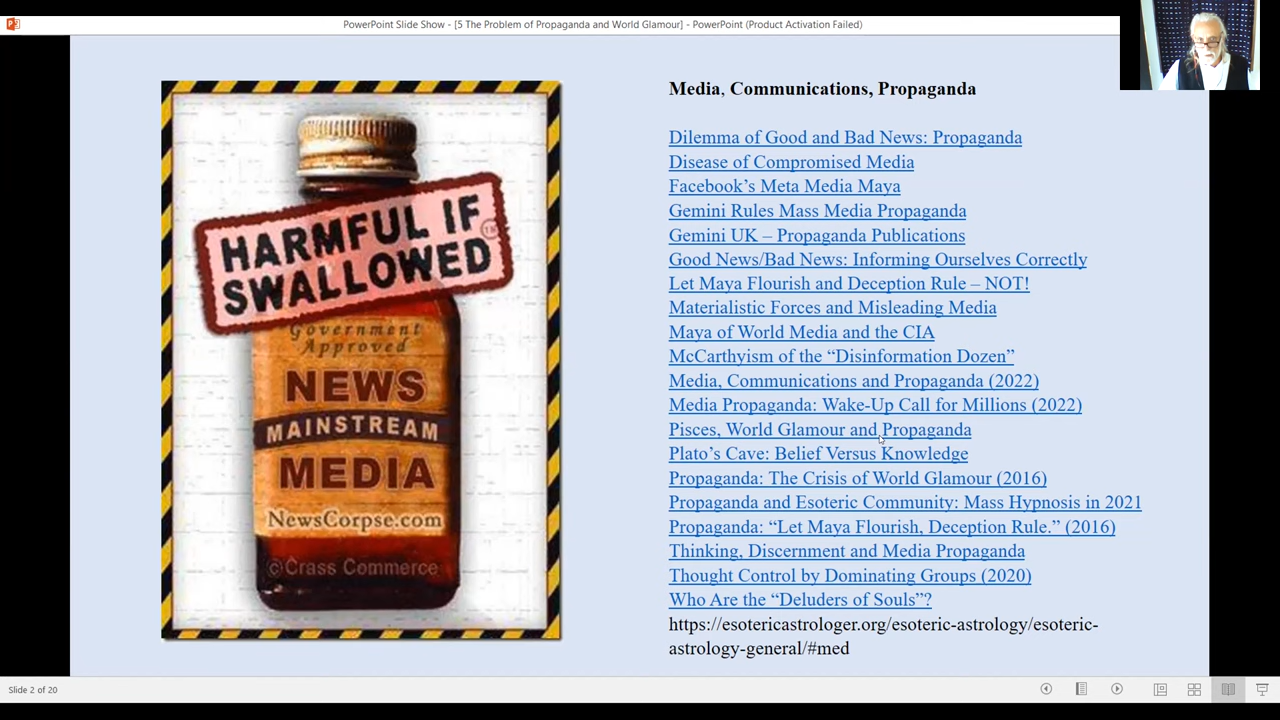 PowerPoint Slide Show - [5 The Problem of Propaganda and World Glamour] - PowerPoint (Product Activation Failed)
HARMFUL IF
SWALLOWED
TM
Government
Approved
NEWS
MAINSTREAM
MEDIA
NewsCorpse.com
©Crass Commerce
Media, Communications, Propaganda
Dilemma of Good and Bad News: Propaganda
Disease of Compromised Media
Facebook’s Meta Media Maya
Gemini Rules Mass Media Propaganda
Gemini UK – Propaganda Publications
Good News/Bad News: Informing Ourselves Correctly
Let Maya Flourish and Deception Rule – NOT!
Materialistic Forces and Misleading Media
Maya of World Media and the CIA
McCarthyism of the “Disinformation Dozen”
Media, Communications and Propaganda (2022)
Media Propaganda: Wake-Up Call for Millions (2022)
Pisces, World Glamour and Propaganda
Plato’s Cave: Belief Versus Knowledge
Propaganda: The Crisis of World Glamour (2016)
Propaganda and Esoteric Community: Mass Hypnosis in 2021
Propaganda: “Let Maya Flourish, Deception Rule.” (2016)
Thinking, Discernment and Media Propaganda
Thought Control by Dominating Groups (2020)
Who Are the “Deluders of Souls”?
https://esotericastrologer.org/esoteric-astrology/esoteric-
astrology-general/#med
Slide 2 of 20